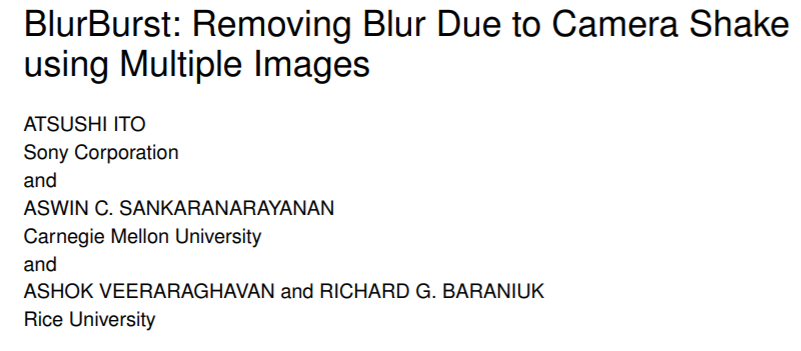 BlurBurst: Removing Blur Due to Camera Shake
using Multiple Images
ATSUSHI ITO
Sony Corporation
and
ASWIN C. SANKARANARAYANAN
Carnegie Mellon University
and
ASHOK VEERARAGHAVAN and RICHARD G. BARANIUK
Rice University